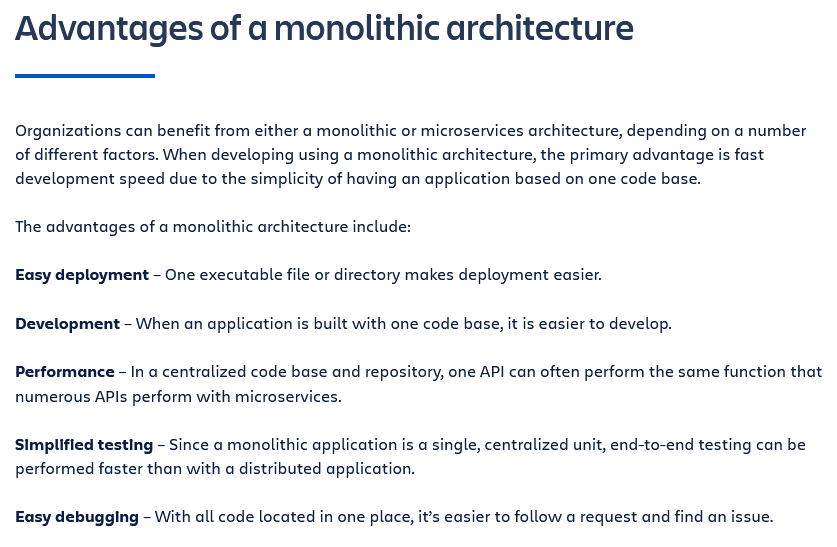 Advantages of a monolithic architecture
Organizations can benefit from either a monolithic or microservices architecture, depending on a number
of different factors. When developing using a monolithic architecture, the primary advantage is fast
development speed due to the simplicity of having an application based on one code base.
The advantages of a monolithic architecture include:
Easy deployment – One executable file or directory makes deployment easier.
Development – When an application is built with one code base, it is easier to develop.
Performance – In a centralized code base and repository, one API can often perform the same function that
numerous APIs perform with microservices.
Simplified testing – Since a monolithic application is a single, centralized unit, end-to-end testing can be
performed faster than with a distributed application.
Easy debugging – With all code located in one place, it’s easier to follow a request and find an issue.